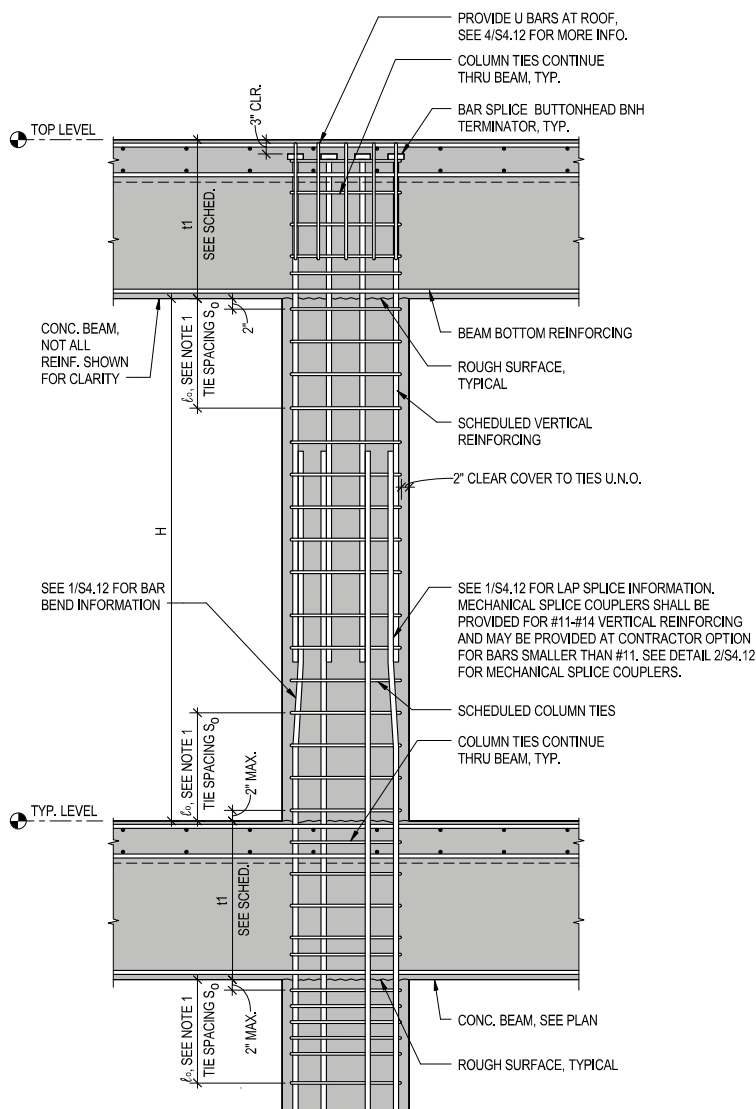 PROVIDE U BARS AT ROOF,
SEE 4/S4.12 FOR MORE INFO.
COLUMN TIES CONTINUE
THRU BEAM, TYP.
3" CLR.
BAR SPLICE BUTTONHEAD BNH
TERMINATOR, TYP.
TOP LEVEL
t1
SEE SCHED.
CONC. BEAM,
NOT ALL
REINF. SHOWN
FOR CLARITY
ℓo, SEE NOTE 1
TIE SPACING So
2"
BEAM BOTTOM REINFORCING
ROUGH SURFACE,
TYPICAL
SCHEDULED VERTICAL
REINFORCING
2" CLEAR COVER TO TIES U.N.O.
H
SEE 1/S4.12 FOR BAR
BEND INFORMATION
SEE 1/S4.12 FOR LAP SPLICE INFORMATION.
MECHANICAL SPLICE COUPLERS SHALL BE
PROVIDED FOR #11-#14 VERTICAL REINFORCING
AND MAY BE PROVIDED AT CONTRACTOR OPTION
FOR BARS SMALLER THAN #11. SEE DETAIL 2/S4.12
FOR MECHANICAL SPLICE COUPLERS.
SCHEDULED COLUMN TIES
ℓo, SEE NOTE 1
TIE SPACING So
2" MAX.
COLUMN TIES CONTINUE
THRU BEAM, TYP.
TYP. LEVEL
t1
SEE SCHED.
ℓo, SEE NOTE 1
TIE SPACING So
2" MAX.
CONC. BEAM, SEE PLAN
ROUGH SURFACE, TYPICAL